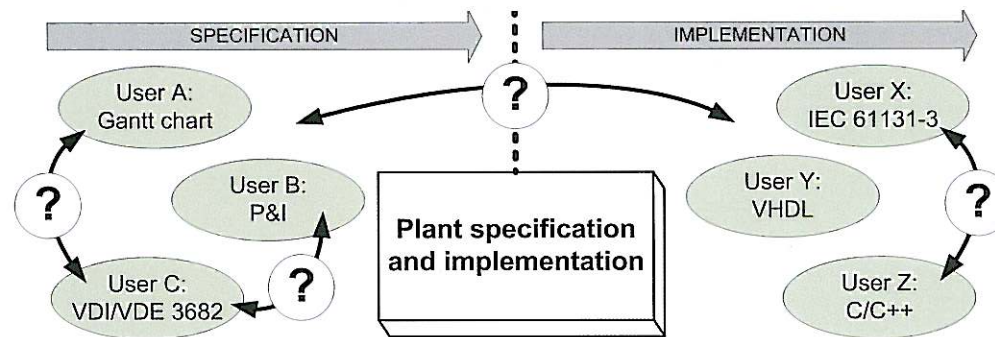 SPECIFICATION
IMPLEMENTATION
?
User A:
Gantt chart
User X:
IEC 61131-3
?
User B:
P&I
User Y:
VHDL
?
Plant specification
and implementation
User C:
VDI/VDE 3682
?
User Z:
C/C++